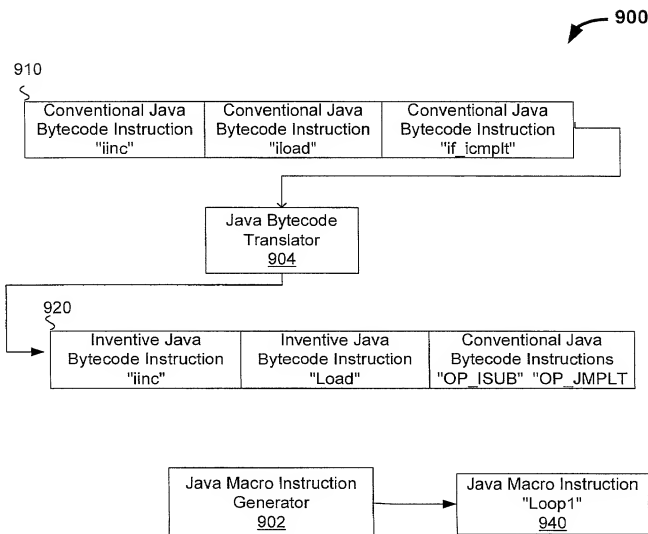 900
910
Conventional Java
Bytecode Instruction
"iinc"
Conventional Java
Bytecode Instruction
"iload"
Conventional Java
Bytecode Instruction
"if_icmplt"
Java Bytecode
Translator
904
920
Inventive Java
Bytecode Instruction
"iinc"
Inventive Java
Bytecode Instruction
"Load"
Conventional Java
Bytecode Instructions
"OP_ISUB" "OP_JMPLT
Java Macro Instruction
Generator
902
Java Macro Instruction
"Loop1"
940